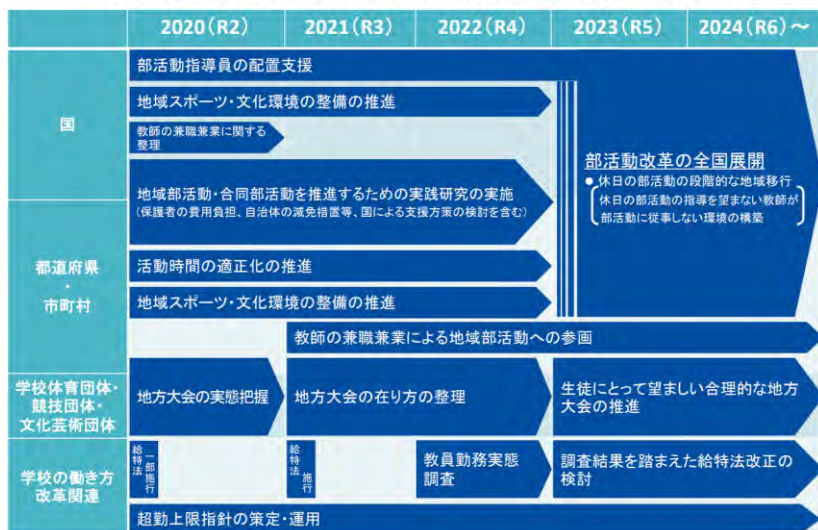 2020(R2)
2021(R3)
2022(R4)
2023(R5)
2024(R6)～
国
部活動指導員の配置支援
地域スポーツ・文化環境の整備の推進
教師の兼職兼業に関する
整理
地域部活動・合同部活動を推進するための実践研究の実施
(保護者の費用負担、自治体の減免措置等、国による支援方策の検討を含む)
部活動改革の全国展開
●休日の部活動の段階的な地域移行
休日の部活動の指導を望まない教師が
部活動に従事しない環境の構築
都道府県
・
市町村
活動時間の適正化の推進
地域スポーツ・文化環境の整備の推進
教師の兼職兼業による地域部活動への参画
学校体育団体・
競技団体・
文化芸術団体
地方大会の実態把握
地方大会の在り方の整理
生徒にとって望ましい合理的な地方
大会の推進
学校の働き方
改革関連
給特法
一部施行
給特法
施行
教員勤務実態
調査
調査結果を踏まえた給特法改正の
検討
超勤上限指針の策定・運用